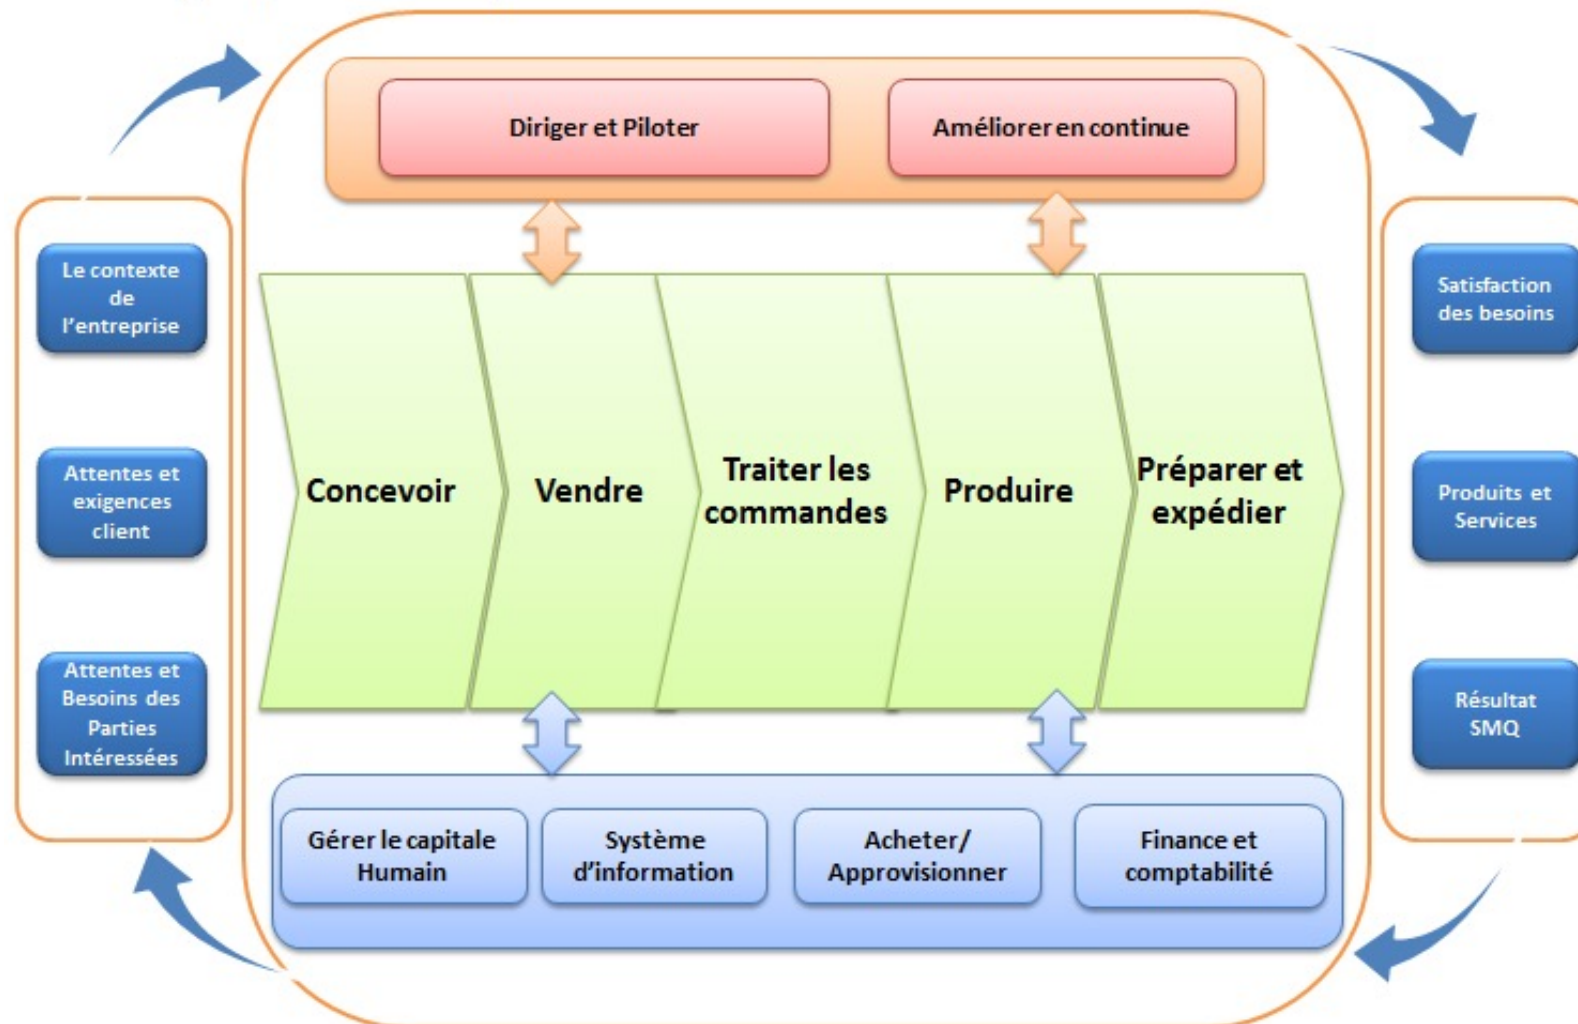 Diriger et Piloter
Améliorer en continue
Le contexte
de
l'entreprise
Attentes et
exigences
client
Attentes et
Besoins des
Parties
Intéressées
Concevoir
Vendre
Traiter les
commandes
Produire
Préparer et
expédier
Satisfaction
des besoins
Produits et
Services
Résultat
SMQ
Gérer le capitale
Humain
Système
d'information
Acheter/
Approvisionner
Finance et
comptabilité